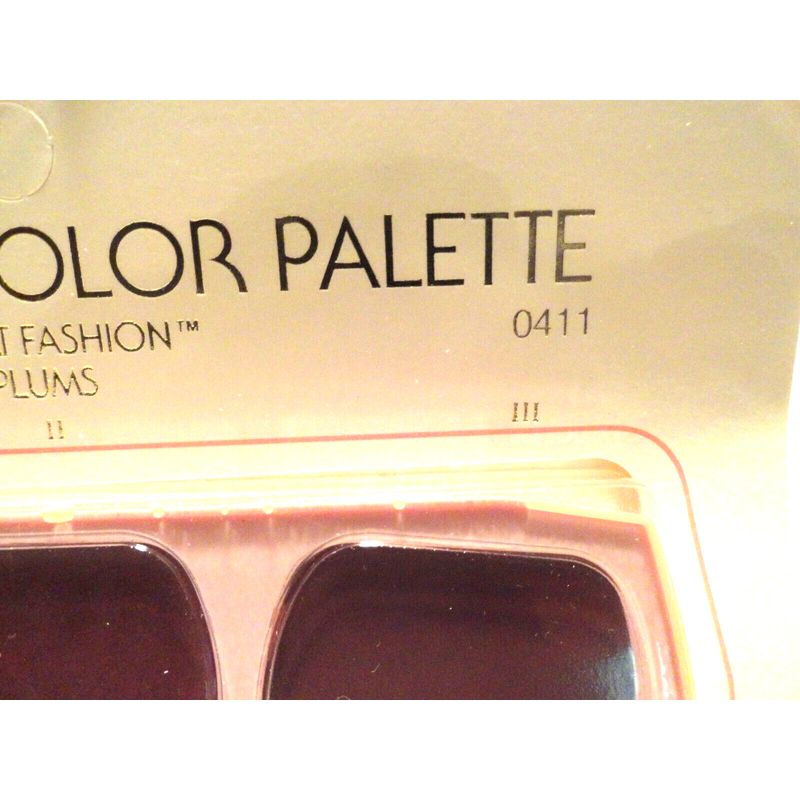 OLOR PALETTE
T FASHION™ 0411
PLUMS
II III